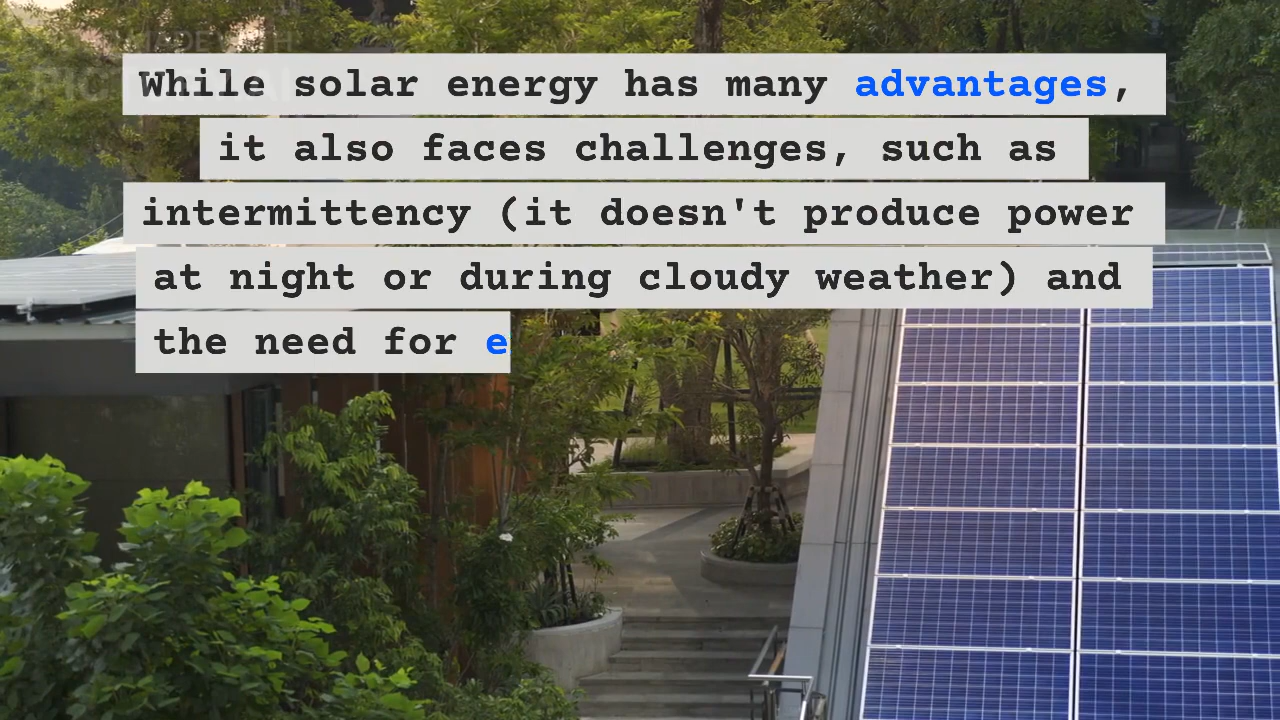 While solar energy has many advantages,
it also faces challenges, such as
intermittency (it doesn't produce power
at night or during cloudy weather) and
the need for e